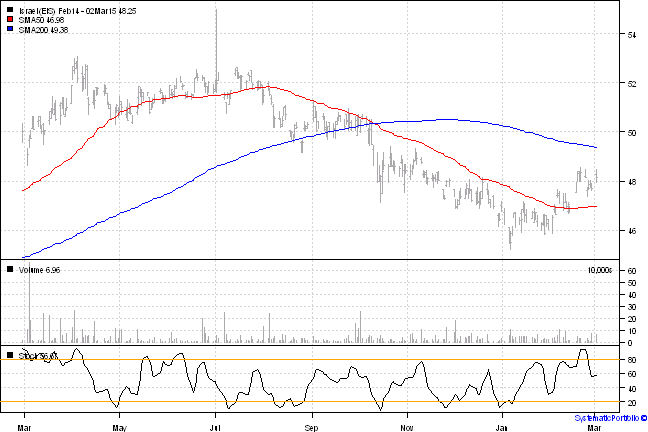 Israel (EIS) Feb14 - 02Mar15 48.25
SMA50 46.98
SMA200 49.38
54
52
50
48
46
Volume 6.96
10,000s
60
50
40
30
20
10
0
80
60
40
20
Mar May Jul Sep Nov Jan Mar
SystematicPortfolio ©